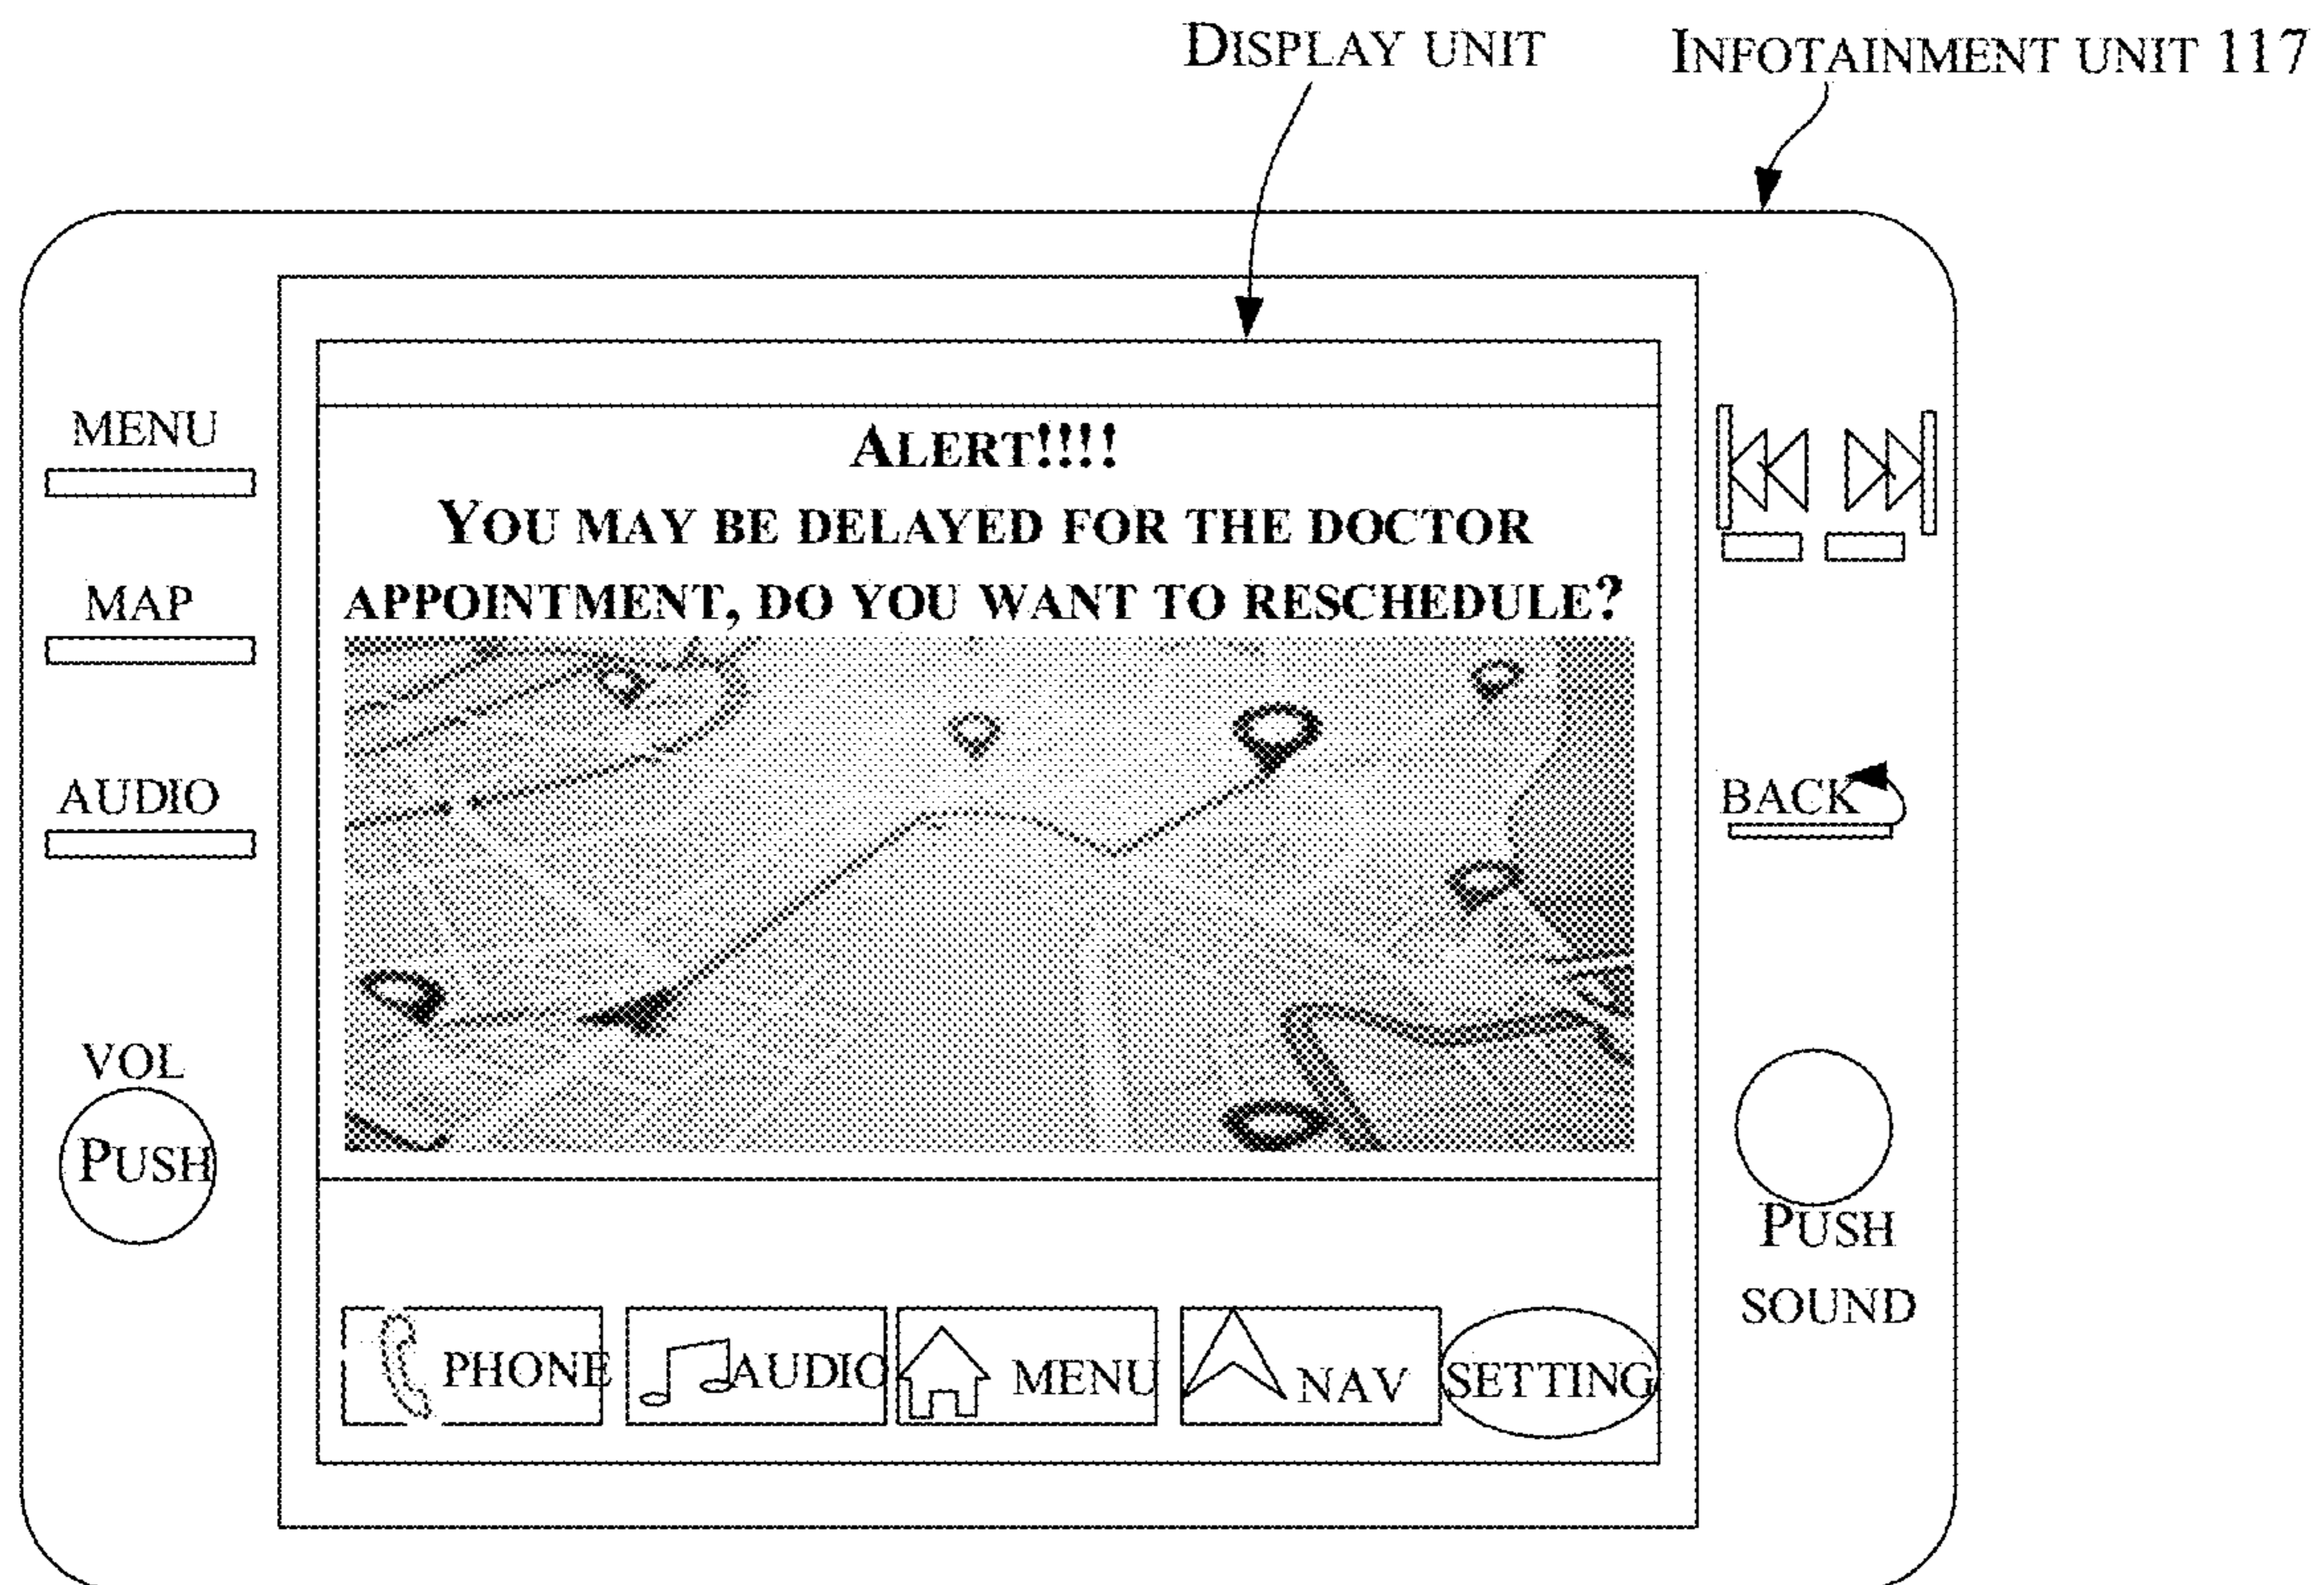 DISPLAY UNIT
INFOTAINMENT UNIT 117
MENU
MAP
AUDIO
VOL
PUSH
ALERT!!!!
YOU MAY BE DELAYED FOR THE DOCTOR
APPOINTMENT, DO YOU WANT TO RESCHEDULE?
PHONE
AUDIO
MENU
NAV
SETTING
BACK
PUSH
SOUND